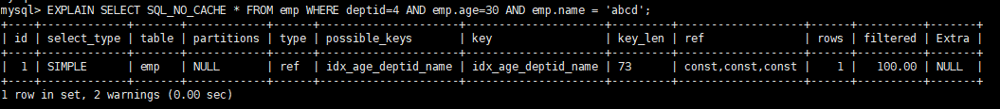 mysql> EXPLAIN SELECT SQL_NO_CACHE * FROM emp WHERE deptid=4 AND emp.age=30 AND emp.name = 'abcd';
+----+-------------+-------+------------+------+---------------------+---------------------+---------+-------------------+------+----------+-------+
| id | select_type | table | partitions | type | possible_keys | key | key_len | ref | rows | filtered | Extra |
+----+-------------+-------+------------+------+---------------------+---------------------+---------+-------------------+------+----------+-------+
| 1 | SIMPLE | emp | NULL | ref | idx_age_deptid_name | idx_age_deptid_name | 73 | const,const,const | 1 | 100.00 | NULL |
+----+-------------+-------+------------+------+---------------------+---------------------+---------+-------------------+------+----------+-------+
1 row in set, 2 warnings (0.00 sec)